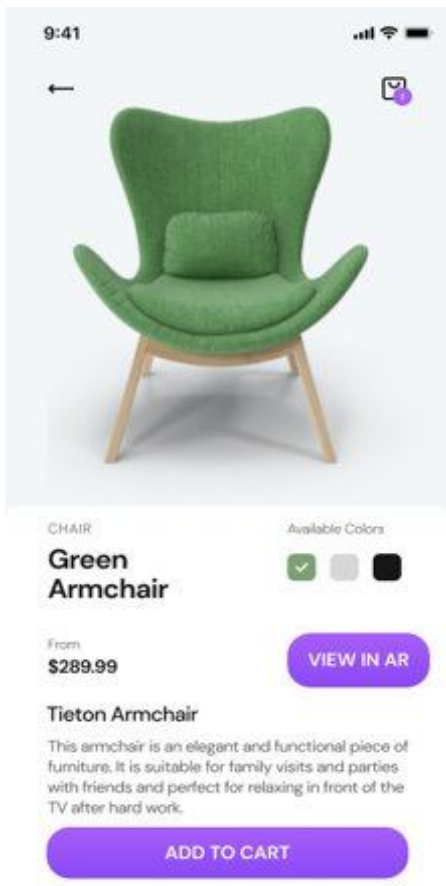 9:41
CHAIR
Available Colors
Green
Armchair
From
$289.99
VIEW IN AR
Tieton Armchair
This armchair is an elegant and functional piece of
furniture. It is suitable for family visits and parties
with friends and perfect for relaxing in front of the
TV after hard work.
ADD TO CART